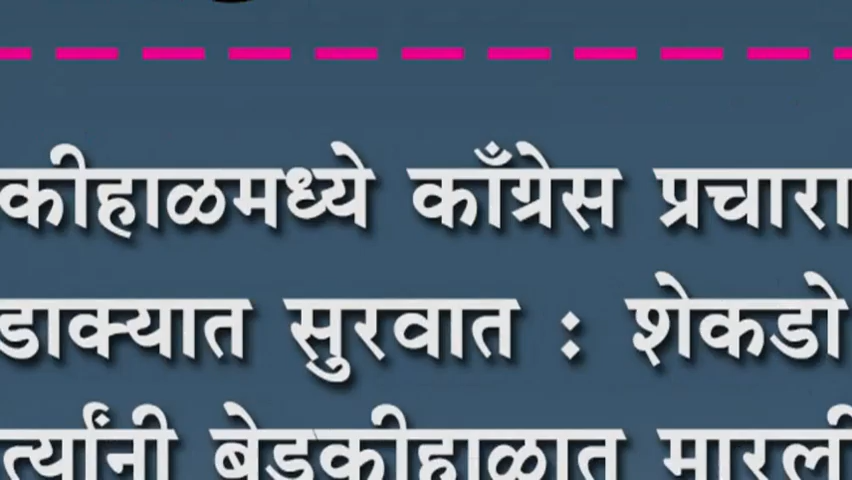 कीहाळमध्ये काँग्रेस प्रचारा
डाक्यात सुरवात : शेकडो
र्त्यांनी बेडकीहाळात मारली